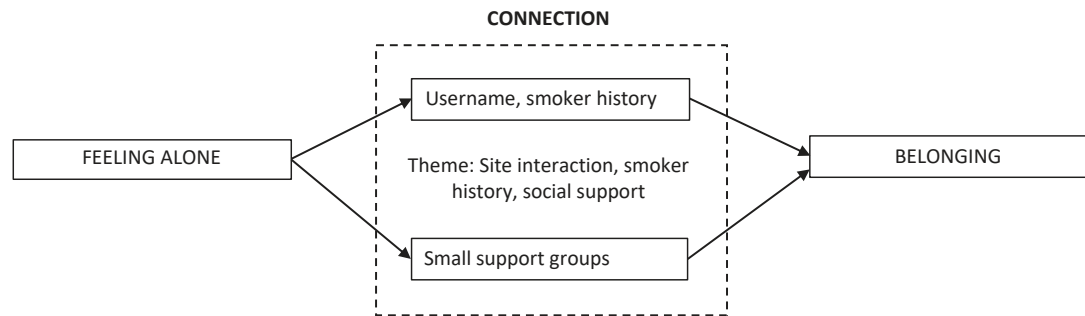 CONNECTION
Username, smoker history
FEELING ALONE
Theme: Site interaction, smoker
history, social support
BELONGING
Small support groups